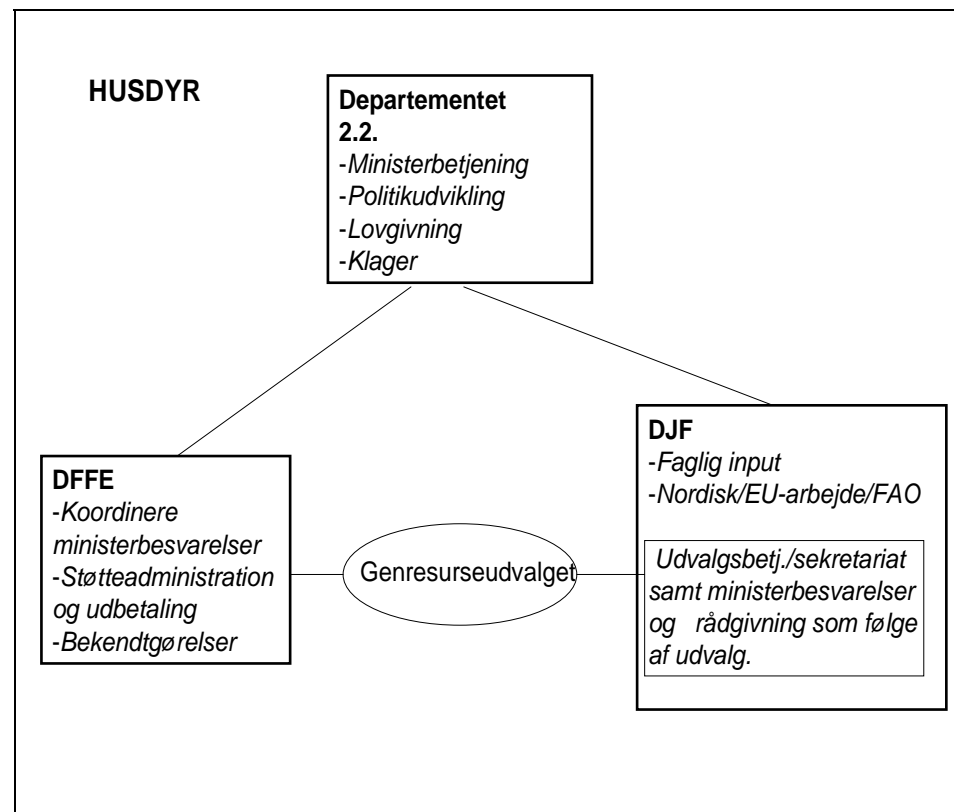 HUSDYR
Departementet
2.2.
-Ministerbetjening
-Politikudvikling
-Lovgivning
-Klager
DFFE
-Koordinere
ministerbesvarelser
-Støtteadministration
og udbetaling
-Bekendtgørelser
Genresurseudvalget
DJF
-Faglig input
-Nordisk/EU-arbejde/FAO
Udvalgsbetj./sekretariat
samt ministerbesvarelser
og rådgivning som følge
af udvalg.